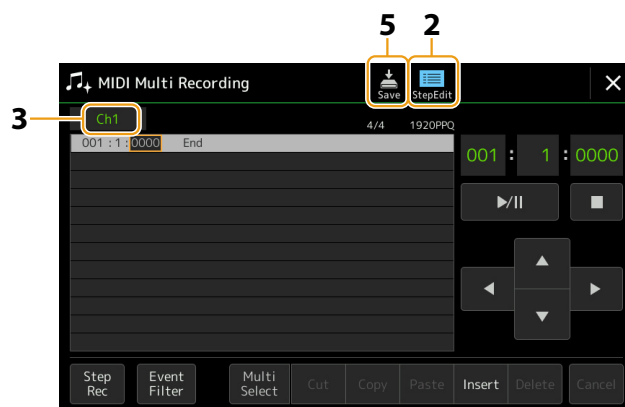 5 2
MIDI Multi Recording Save StepEdit
3 Ch1 4/4 1920PPQ
001 : 1 : 0000 End
001 : 1 : 0000
Step Rec Event Filter Multi Select Cut Copy Paste Insert Delete Cancel